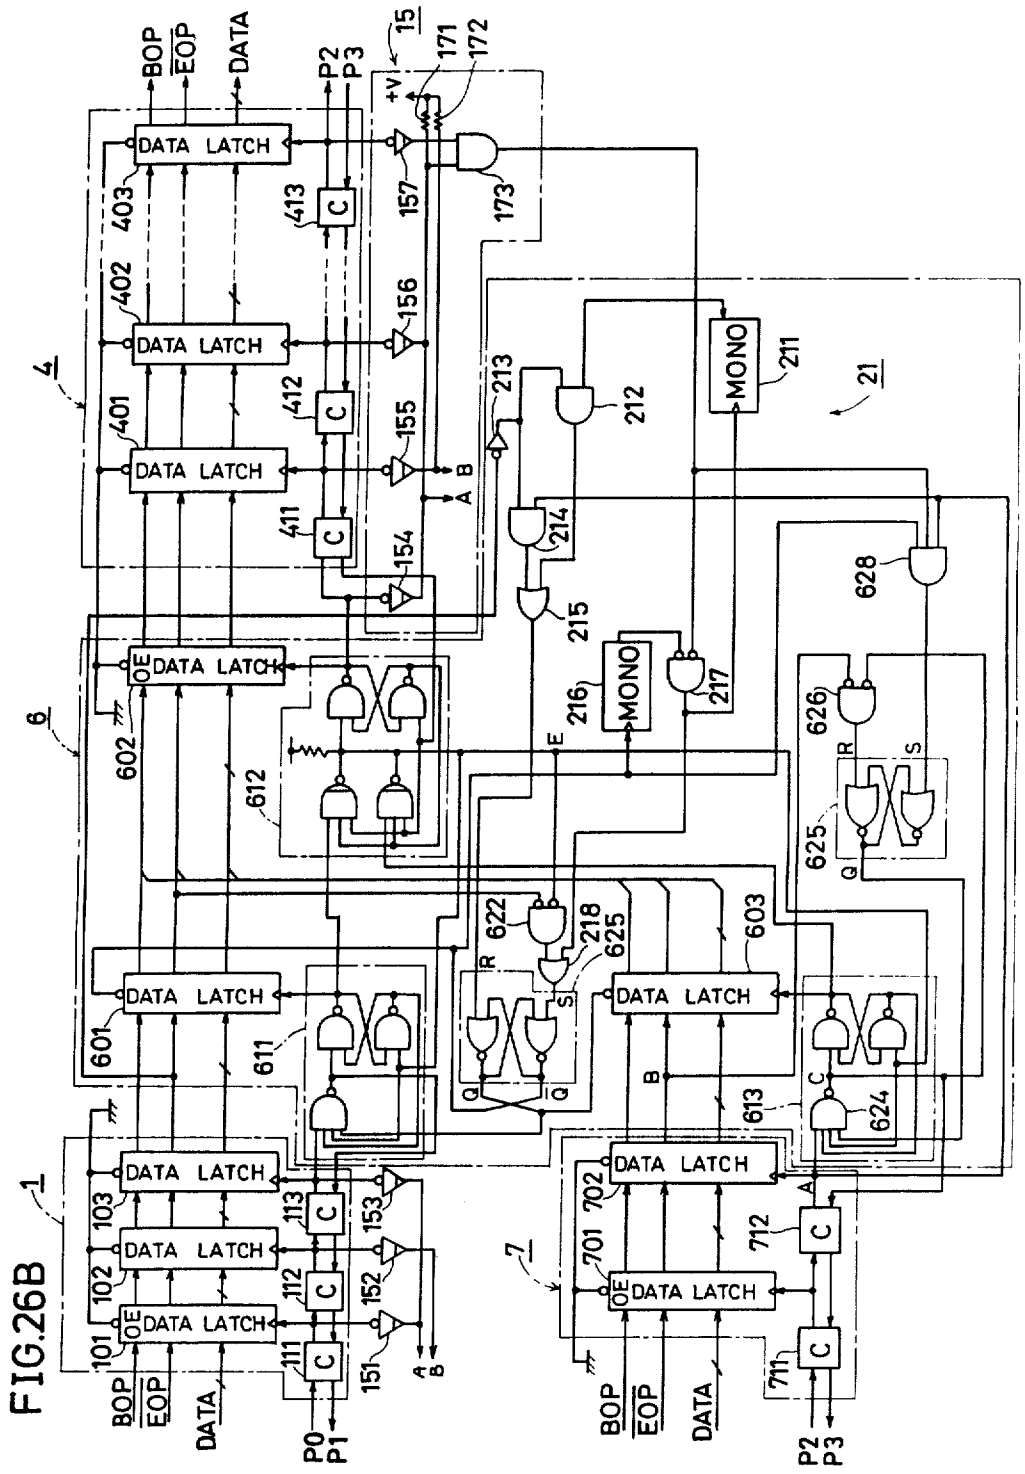 FIG.26B
1
BOP
EOP
DATA
P0
P1
101
OE
DATA LATCH
102
DATA LATCH
103
DATA LATCH
111
C
112
C
113
C
151
152
153
A
B
6
601
DATA LATCH
602
OE
DATA LATCH
611
612
4
401
DATA LATCH
402
DATA LATCH
403
DATA LATCH
BOP
EOP
DATA
411
C
412
C
413
C
P2
P3
15
+V
171
172
154
155
156
157
173
A
B
213
212
214
215
MONO
211
21
216
MONO
217
E
622
218
625
R
S
Q
Q
603
DATA LATCH
B
613
C
624
628
626
R
S
625
Q
7
701
OE
DATA LATCH
702
DATA LATCH
BOP
EOP
DATA
711
C
712
C
A
P2
P3